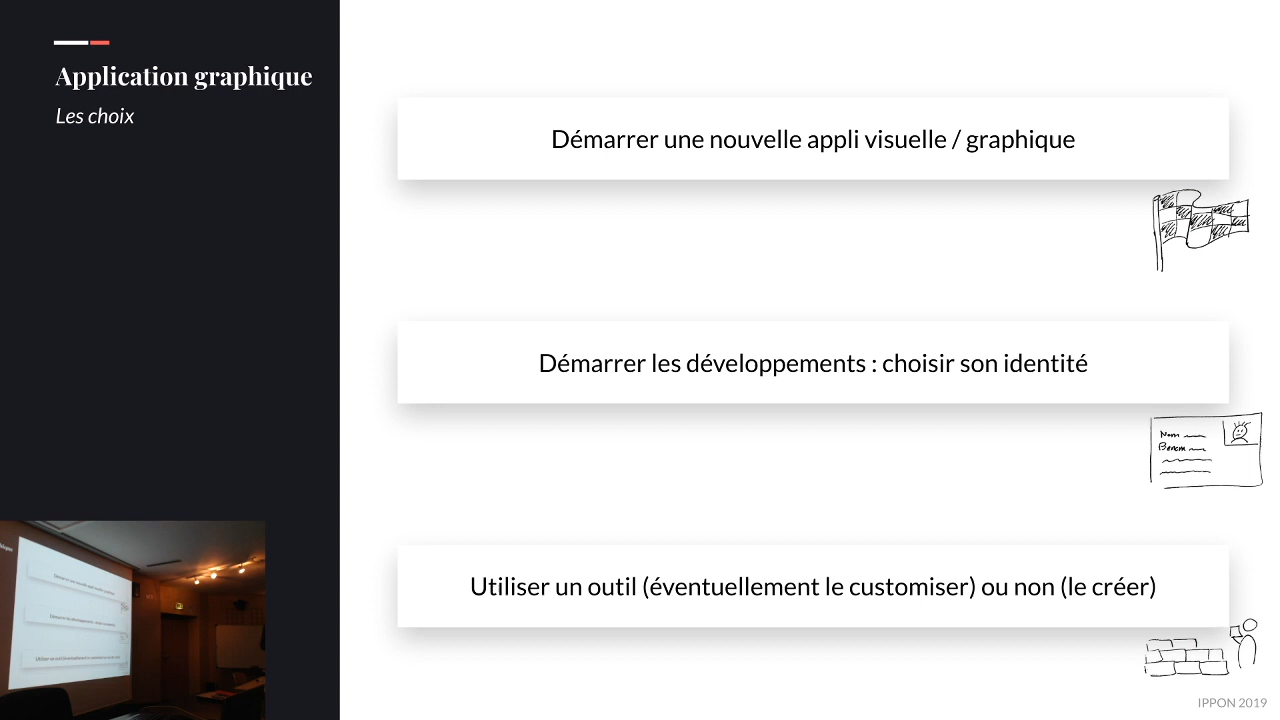 Application graphique
Les choix
Démarrer une nouvelle appli visuelle / graphique
Démarrer les développements : choisir son identité
Nom
Utiliser un outil (éventuellement le customiser) ou non (le créer)
IPPON 2019